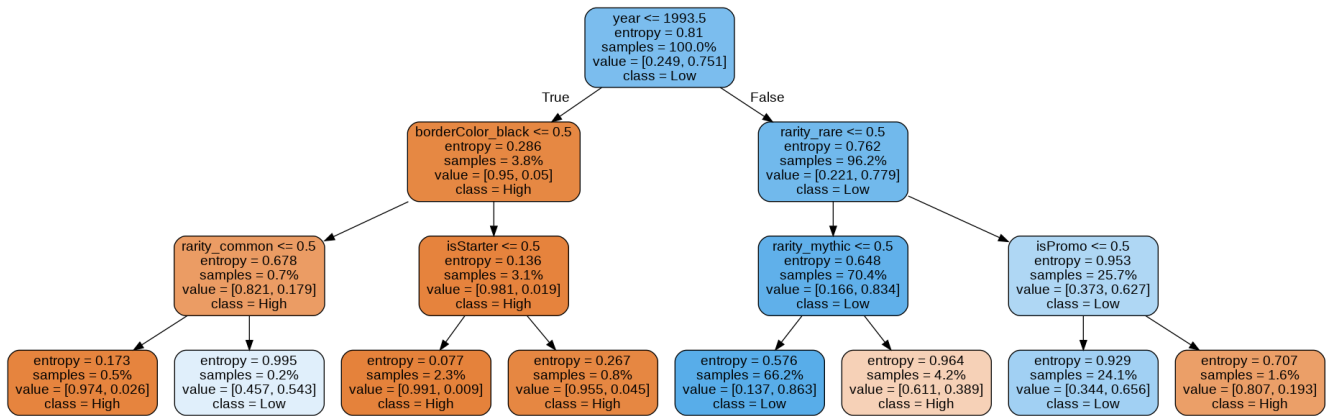 year <= 1993.5
entropy = 0.81
samples = 100.0%
value = [0.249, 0.751]
class = Low
True
False
borderColor_black <= 0.5
entropy = 0.286
samples = 3.8%
value = [0.95, 0.05]
class = High
rarity_rare <= 0.5
entropy = 0.762
samples = 96.2%
value = [0.221, 0.779]
class = Low
rarity_common <= 0.5
entropy = 0.678
samples = 0.7%
value = [0.821, 0.179]
class = High
isStarter <= 0.5
entropy = 0.136
samples = 3.1%
value = [0.981, 0.019]
class = High
rarity_mythic <= 0.5
entropy = 0.648
samples = 70.4%
value = [0.166, 0.834]
class = Low
isPromo <= 0.5
entropy = 0.953
samples = 25.7%
value = [0.373, 0.627]
class = Low
entropy = 0.173
samples = 0.5%
value = [0.974, 0.026]
class = High
entropy = 0.995
samples = 0.2%
value = [0.457, 0.543]
class = Low
entropy = 0.077
samples = 2.3%
value = [0.991, 0.009]
class = High
entropy = 0.267
samples = 0.8%
value = [0.955, 0.045]
class = High
entropy = 0.576
samples = 66.2%
value = [0.137, 0.863]
class = Low
entropy = 0.964
samples = 4.2%
value = [0.611, 0.389]
class = High
entropy = 0.929
samples = 24.1%
value = [0.344, 0.656]
class = Low
entropy = 0.707
samples = 1.6%
value = [0.807, 0.193]
class = High